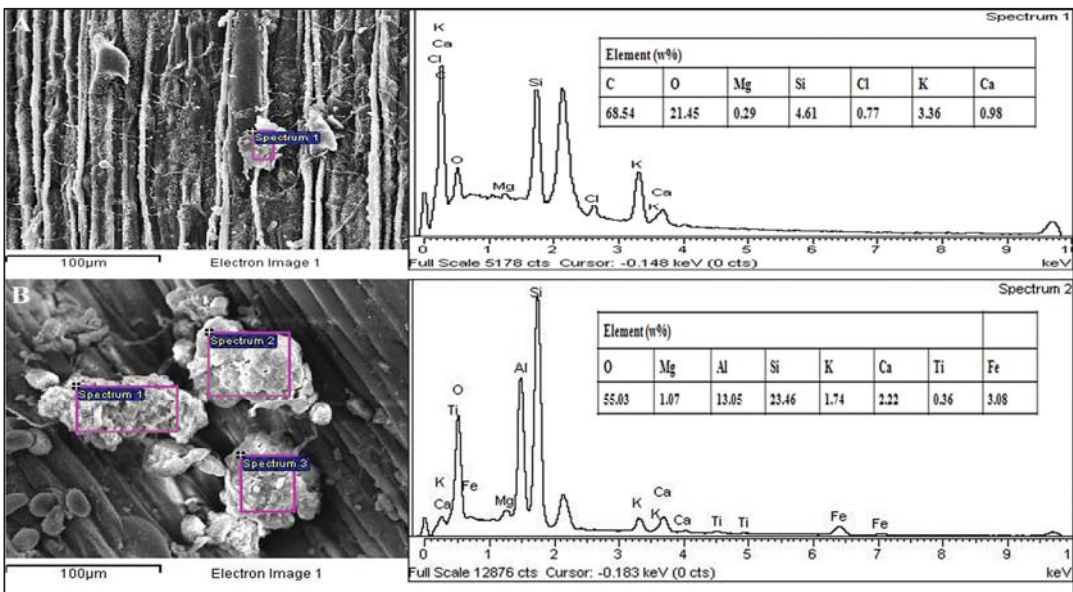 A
Spectrum 1
100µm
Electron Image 1
Spectrum 1
Element (w%)
C O Mg Si Cl K Ca
68.54 21.45 0.29 4.61 0.77 3.36 0.98
K
Ca
Cl
C
O
Mg
Si
Cl
K
Ca
K
0 1 2 3 4 5 6 7 8 9 10
Full Scale 5178 cts Cursor: -0.148 keV (0 cts)
keV
B
Spectrum 2
Spectrum 1
Spectrum 3
100µm
Electron Image 1
Spectrum 2
Element (w%)
O Mg Al Si K Ca Ti Fe
55.03 1.07 13.05 23.46 1.74 2.22 0.36 3.08
Si
Al
O
Ti
K
Ca
Fe
Mg
K
Ca
K
Ca
Ti
Ti
Fe
Fe
0 1 2 3 4 5 6 7 8 9 1
Full Scale 12876 cts Cursor: -0.183 keV (0 cts)
keV